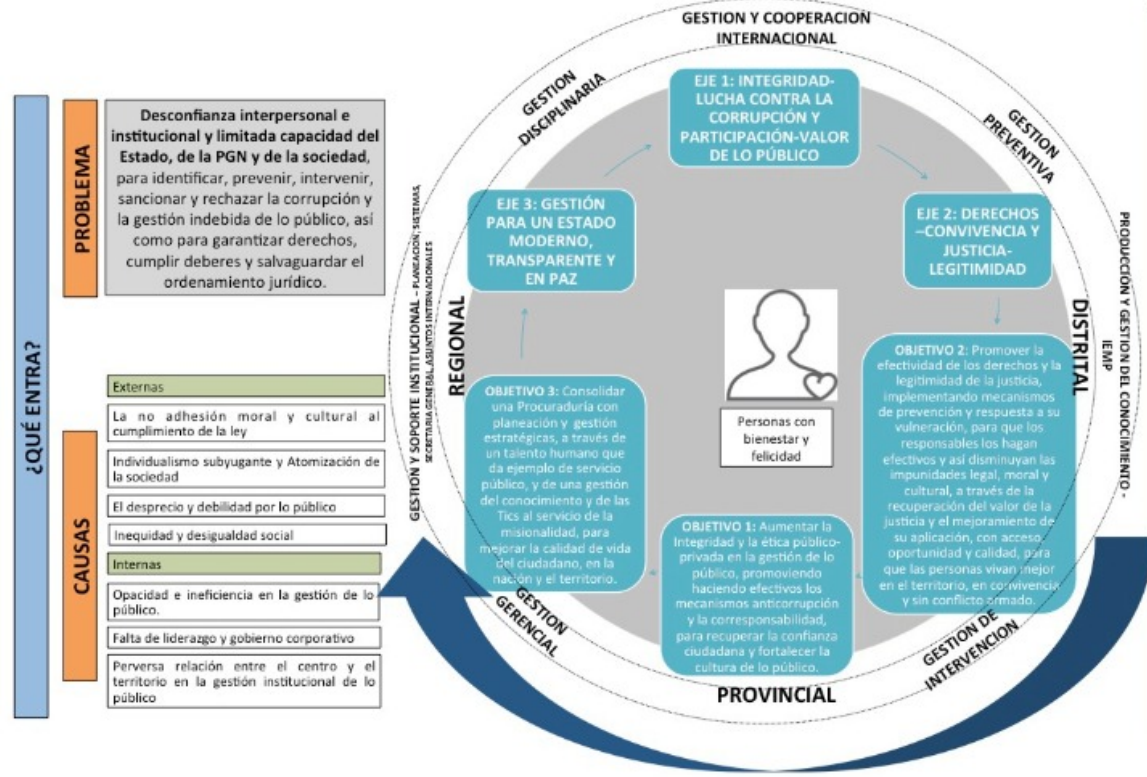 ¿QUÉ ENTRA?
PROBLEMA
Desconfianza interpersonal e
institucional y limitada capacidad del
Estado, de la PGN y de la sociedad,
para identificar, prevenir, intervenir,
sancionar y rechazar la corrupción y
la gestión indebida de lo público, así
como para garantizar derechos,
cumplir deberes y salvaguardar el
ordenamiento jurídico.
CAUSAS
Externas
La no adhesión moral y cultural al
cumplimiento de la ley
Individualismo subyugante y Atomización de
la sociedad
El desprecio y debilidad por lo público
Inequidad y desigualdad social
Internas
Opacidad e ineficiencia en la gestión de lo
público.
Falta de liderazgo y gobierno corporativo
Perversa relación entre el centro y el
territorio en la gestión institucional de lo
público
GESTION Y COOPERACION
INTERNACIONAL
GESTION
DISCIPLINARIA
GESTION
PREVENTIVA
GESTIÓN Y SOPORTE INSTITUCIONAL – PLANEACIÓN, SISTEMAS,
SECRETARIA GENERAL, ASUNTOS INTERNACIONALES
PRODUCCIÓN Y GESTION DEL CONOCIMIENTO -
IEMP
REGIONAL
DISTRITAL
EJE 1: INTEGRIDAD-
LUCHA CONTRA LA
CORRUPCIÓN Y
PARTICIPACIÓN-VALOR
DE LO PÚBLICO
EJE 3: GESTIÓN
PARA UN ESTADO
MODERNO,
TRANSPARENTE Y
EN PAZ
EJE 2: DERECHOS
–CONVIVENCIA Y
JUSTICIA-
LEGITIMIDAD
Personas con
bienestar y
felicidad
OBJETIVO 3: Consolidar
una Procuraduría con
planeación y gestión
estratégicas, a través de
un talento humano que
da ejemplo de servicio
público, y de una gestión
del conocimiento y de las
Tics al servicio de la
misionalidad, para
mejorar la calidad de vida
del ciudadano, en la
nación y el territorio.
OBJETIVO 2: Promover la
efectividad de los derechos y la
legitimidad de la justicia,
implementando mecanismos
de prevención y respuesta a su
vulneración, para que los
responsables los hagan
efectivos y así disminuyan las
impunidades legal, moral y
cultural, a través de la
recuperación del valor de la
justicia y el mejoramiento de
su aplicación, con acceso,
oportunidad y calidad, para
que las personas vivan mejor
en el territorio, en convivencia
y sin conflicto armado.
OBJETIVO 1: Aumentar la
Integridad y la ética público-
privada en la gestión de lo
público, promoviendo
haciendo efectivos los
mecanismos anticorrupción
y la corresponsabilidad,
para recuperar la confianza
ciudadana y fortalecer la
cultura de lo público.
GESTION
GERENCIAL
GESTION DE
INTERVENCION
PROVINCIAL